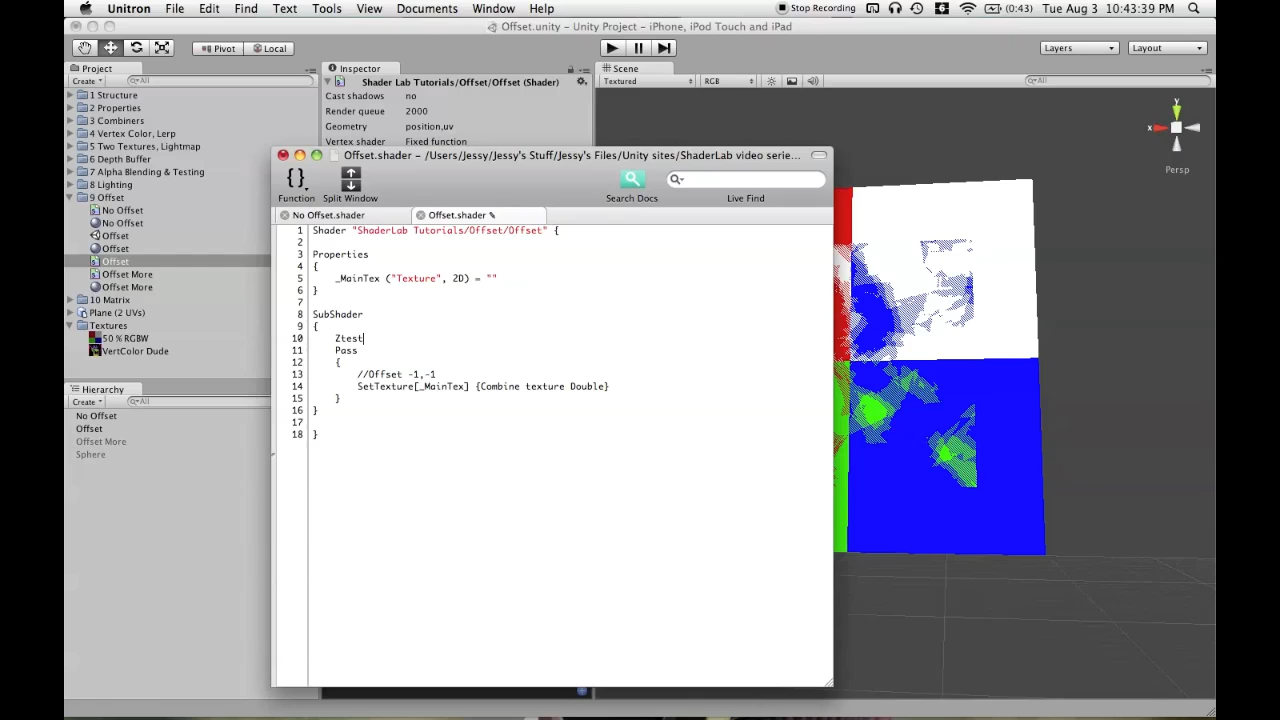 Unitron File Edit Find Text Tools View Documents Window Help Stop Recording 6 (0:43) Tue Aug 3 10:43:39 PM
Offset.unity - Unity Project - iPhone, iPod Touch and iPad
Pivot Local Layers Layout
Project Inspector Scene
Create All Shader Lab Tutorials/Offset/Offset (Shader) Textured RGB All
1 Structure
2 Properties
3 Combiners
4 Vertex Color, Lerp
5 Two Textures, Lightmap
6 Depth Buffer
7 Alpha Blending & Testing
8 Lighting
9 Offset
No Offset
No Offset
Offset
Offset
Offset
Offset More
Offset More
10 Matrix
Plane (2 UVs)
Textures
50 % RGBW
VertColor Dude
Hierarchy
Create All
No Offset
Offset
Offset More
Sphere
Cast shadows no
Render queue 2000
Geometry position,uv
Vertex shader Fixed function
Offset.shader – /Users/Jessy/Jessy's Stuff/Jessy's Files/Unity sites/ShaderLab video serie...
{ }
Function Split Window Search Docs Live Find
No Offset.shader Offset.shader
1 Shader "ShaderLab Tutorials/Offset/Offset" {
2
3 Properties
4 {
5 _MainTex ("Texture", 2D) = ""
6 }
7
8 SubShader
9 {
10 Ztest
11 Pass
12 {
13 //Offset -1,-1
14 SetTexture[_MainTex] {Combine texture Double}
15 }
16 }
17
18 }
y
x
Persp